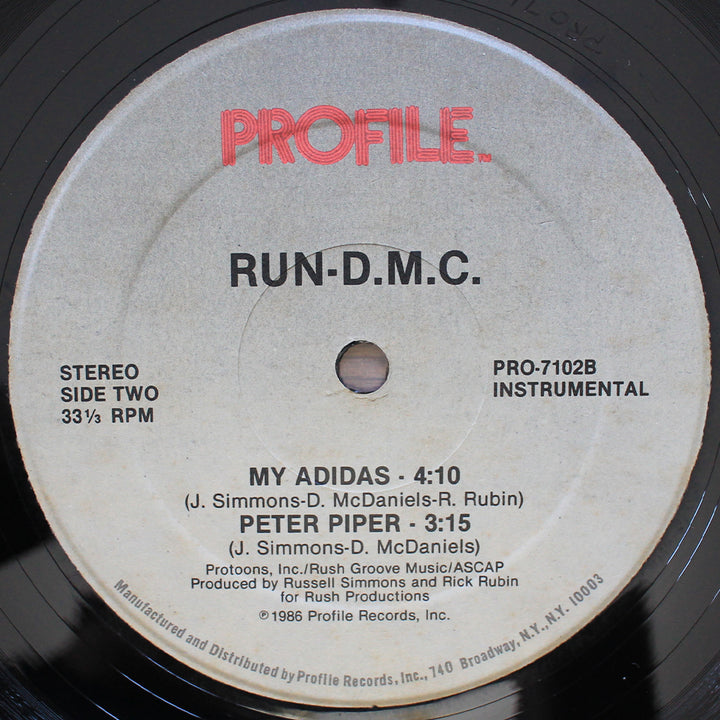 PROFILE™
RUN-D.M.C.
STEREO
SIDE TWO
33⅓ RPM
PRO-7102B
INSTRUMENTAL
MY ADIDAS - 4:10
(J. Simmons-D. McDaniels-R. Rubin)
PETER PIPER - 3:15
(J. Simmons-D. McDaniels)
Protoons, Inc./Rush Groove Music/ASCAP
Produced by Russell Simmons and Rick Rubin
for Rush Productions
℗ 1986 Profile Records, Inc.
Manufactured and Distributed by Profile Records, Inc., 740 Broadway, N.Y., N.Y. 10003